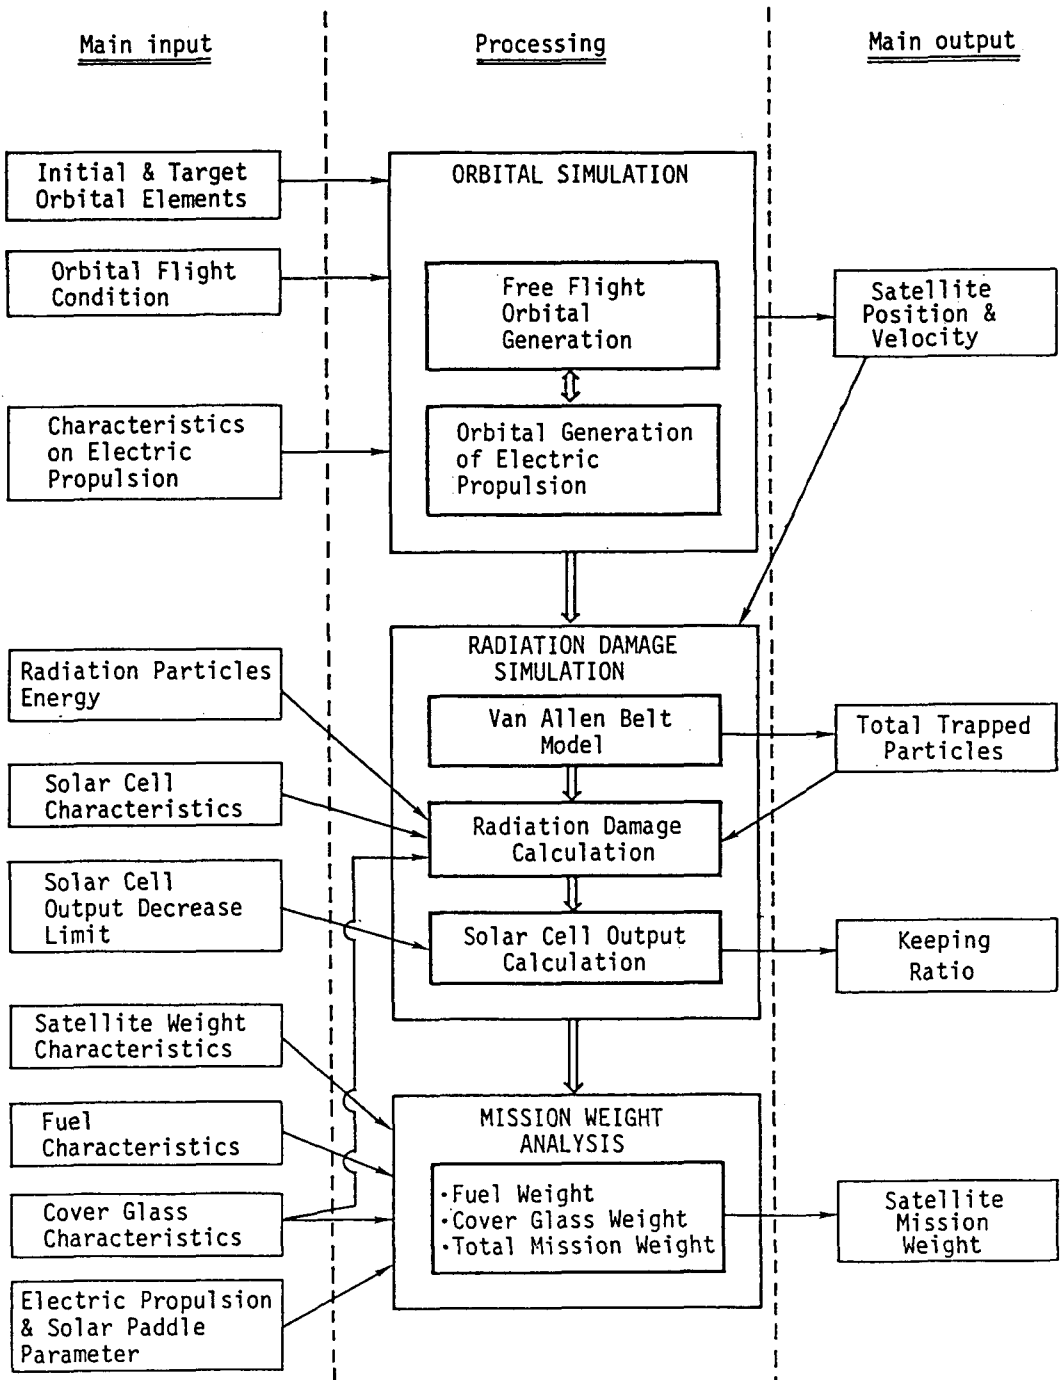 Main input
Processing
Main output
Initial & Target
Orbital Elements
Orbital Flight
Condition
Characteristics
on Electric
Propulsion
ORBITAL SIMULATION
Free Flight
Orbital
Generation
Orbital Generation
of Electric
Propulsion
Satellite
Position &
Velocity
Radiation Particles
Energy
Solar Cell
Characteristics
Solar Cell
Output Decrease
Limit
RADIATION DAMAGE
SIMULATION
Van Allen Belt
Model
Radiation Damage
Calculation
Solar Cell Output
Calculation
Total Trapped
Particles
Keeping
Ratio
Satellite Weight
Characteristics
Fuel
Characteristics
Cover Glass
Characteristics
Electric Propulsion
& Solar Paddle
Parameter
MISSION WEIGHT
ANALYSIS
·Fuel Weight
·Cover Glass Weight
·Total Mission Weight
Satellite
Mission
Weight